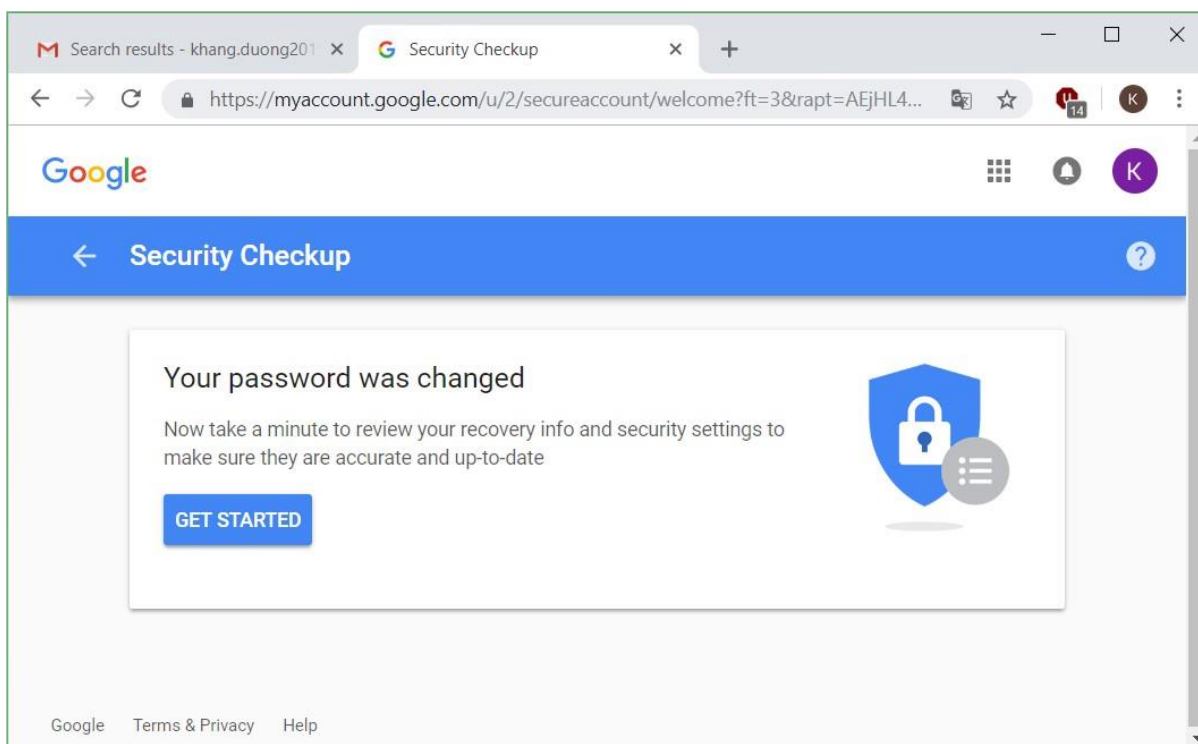 Search results - khang.duong201
Security Checkup
https://myaccount.google.com/u/2/secureaccount/welcome?ft=3&rapt=AEjHL4...
14
K
Google
K
Security Checkup
?
Your password was changed
Now take a minute to review your recovery info and security settings to
make sure they are accurate and up-to-date
GET STARTED
Google Terms & Privacy Help